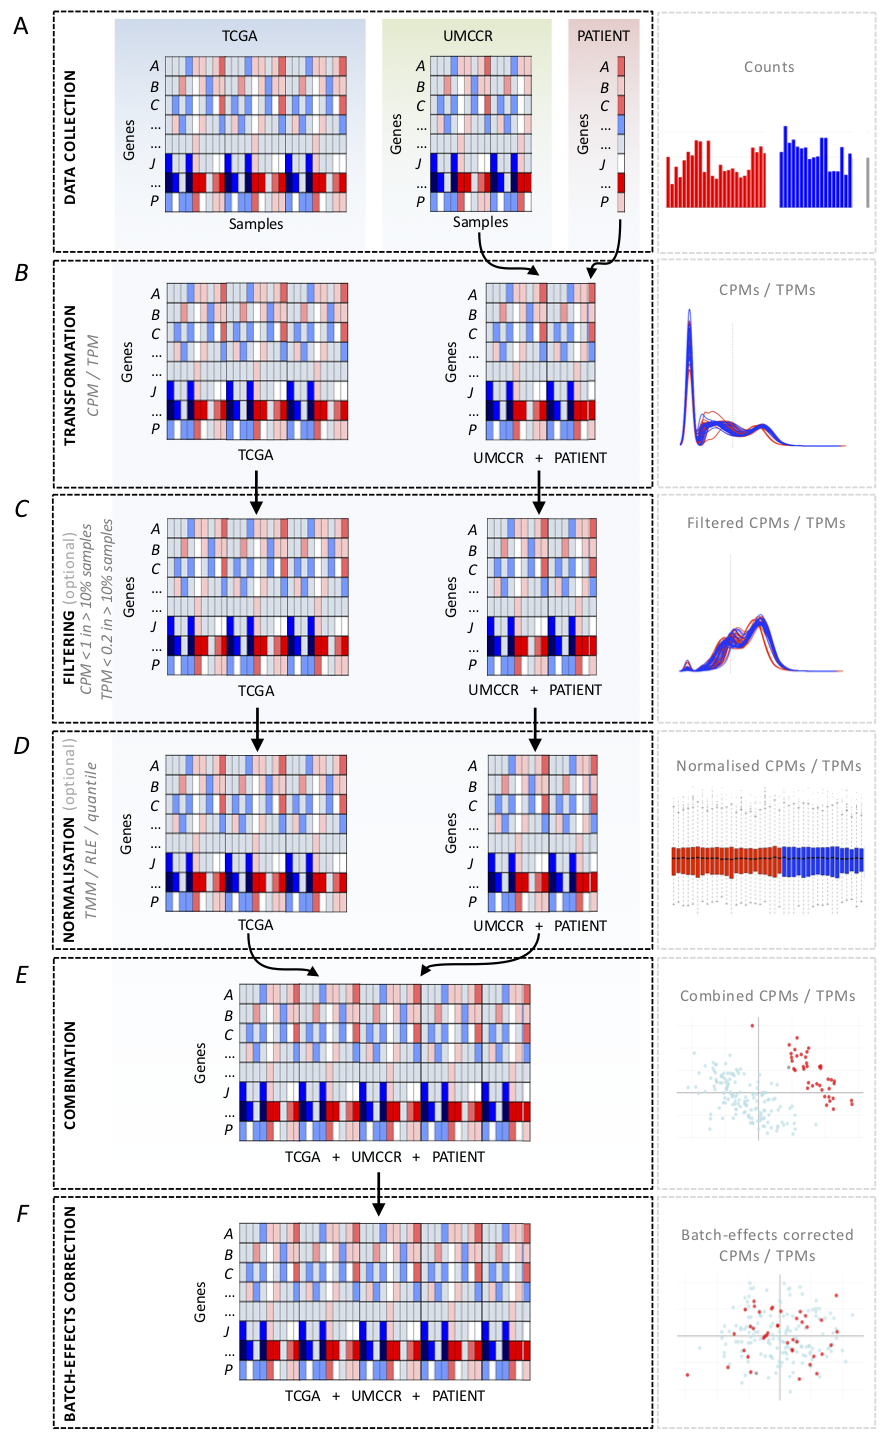 A
DATA COLLECTION
TCGA
UMCCR
PATIENT
Genes
A
B
C
...
...
J
...
P
Samples
Genes
A
B
C
...
...
J
...
P
Samples
A
B
C
...
...
J
...
P
Counts
B
TRANSFORMATION
CPM / TPM
Genes
A
B
C
...
...
J
...
P
TCGA
Genes
A
B
C
...
...
J
...
P
UMCCR + PATIENT
CPMs / TPMs
C
FILTERING (optional)
CPM < 1 in > 10% samples
TPM < 0.2 in > 10% samples
Genes
A
B
C
...
...
J
...
P
TCGA
Genes
A
B
C
...
...
J
...
P
UMCCR + PATIENT
Filtered CPMs / TPMs
D
NORMALISATION (optional)
TMM / RLE / quantile
Genes
A
B
C
...
...
J
...
P
TCGA
Genes
A
B
C
...
...
J
...
P
UMCCR + PATIENT
Normalised CPMs / TPMs
E
COMBINATION
Genes
A
B
C
...
...
J
...
P
TCGA + UMCCR + PATIENT
Combined CPMs / TPMs
F
BATCH-EFFECTS CORRECTION
Genes
A
B
C
...
...
J
...
P
TCGA + UMCCR + PATIENT
Batch-effects corrected
CPMs / TPMs